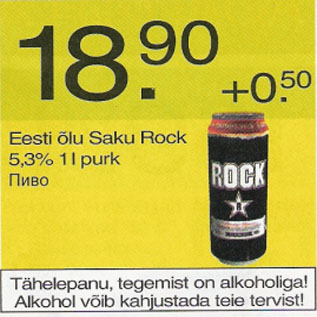 18.90
+0.50
Eesti õlu Saku Rock
5,3% 1 l purk
Пиво
ROCK
Tähelepanu, tegemist on alkoholiga!
Alkohol võib kahjustada teie tervist!